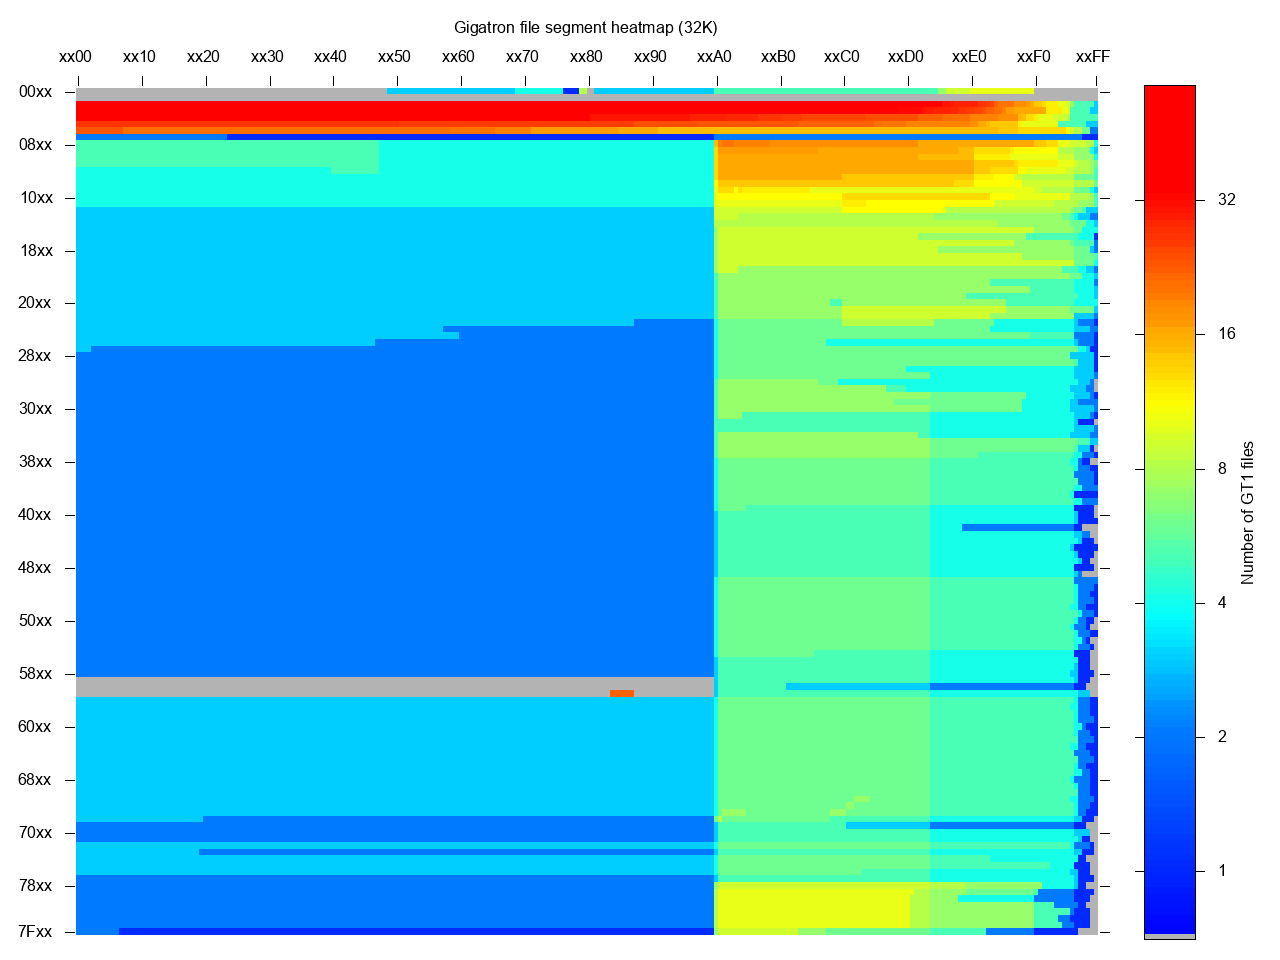 Gigatron file segment heatmap (32K)
xx00 xx10 xx20 xx30 xx40 xx50 xx60 xx70 xx80 xx90 xxA0 xxB0 xxC0 xxD0 xxE0 xxF0 xxFF
00xx
08xx
10xx
18xx
20xx
28xx
30xx
38xx
40xx
48xx
50xx
58xx
60xx
68xx
70xx
78xx
7Fxx
32
16
8
4
2
1
Number of GT1 files